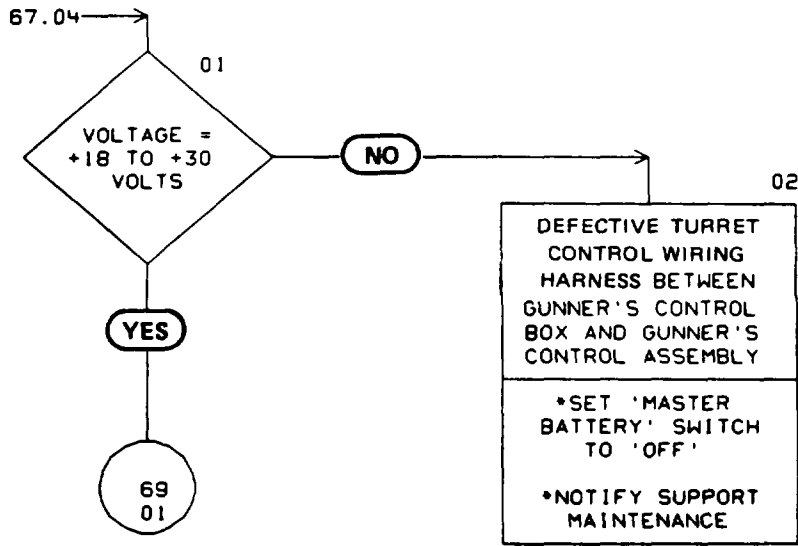 67.04
01
VOLTAGE =
+18 TO +30
VOLTS
NO
02
DEFECTIVE TURRET
CONTROL WIRING
HARNESS BETWEEN
GUNNER'S CONTROL
BOX AND GUNNER'S
CONTROL ASSEMBLY
*SET 'MASTER
BATTERY' SWITCH
TO 'OFF'
*NOTIFY SUPPORT
MAINTENANCE
YES
69
01